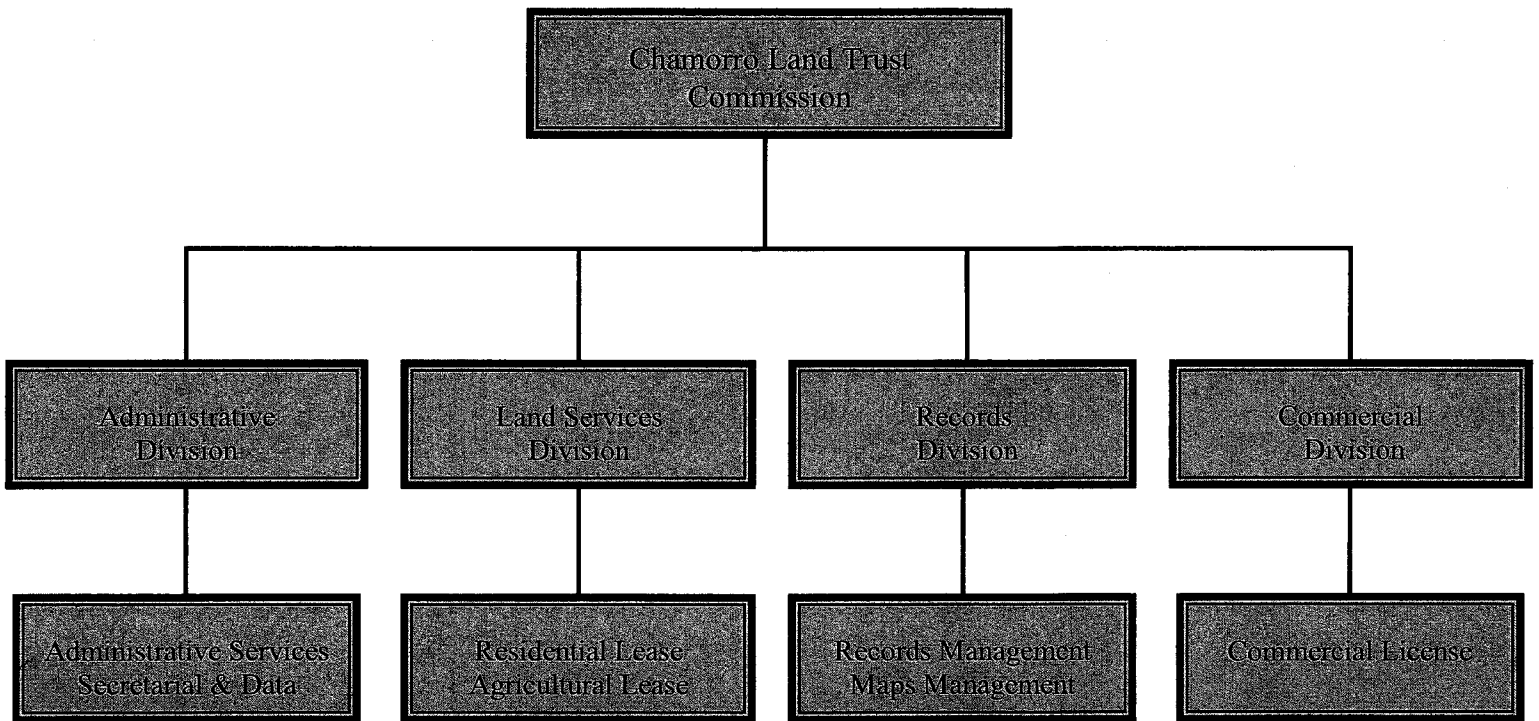 Chamorro Land Trust
Commission
Administrative
Division
Land Services
Division
Records
Division
Commercial
Division
Administrative Services
Secretarial & Data
Residential Lease
Agricultural Lease
Records Management
Maps Management
Commercial License